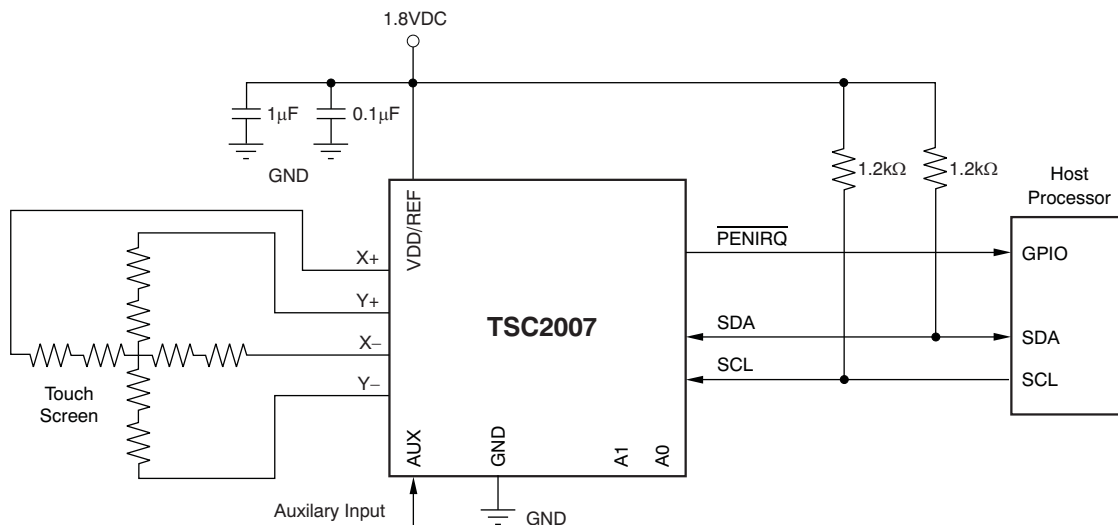 1.8VDC
1μF
0.1μF
GND
1.2kΩ
1.2kΩ
Host
Processor
VDD/REF
PENIRQ
GPIO
X+
Y+
TSC2007
SDA
SDA
X−
SCL
SCL
Y−
Touch
Screen
AUX
GND
A1
A0
Auxilary Input
GND